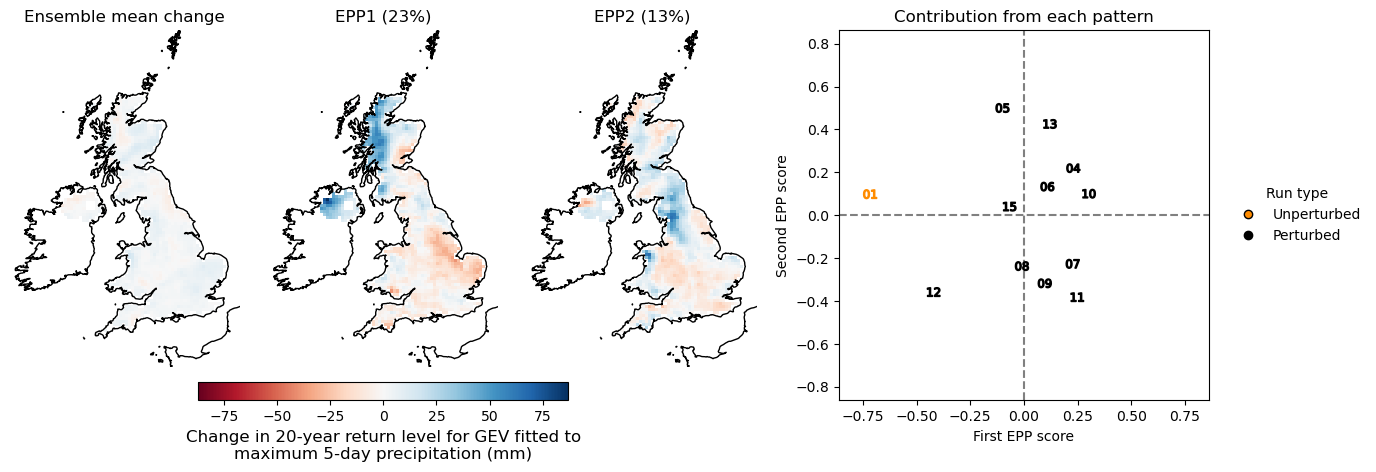 Ensemble mean change
EPP1 (23%)
EPP2 (13%)
−75 −50 −25 0 25 50 75
Change in 20-year return level for GEV fitted to
maximum 5-day precipitation (mm)
Contribution from each pattern
Second EPP score
0.8
0.6
0.4
0.2
0.0
−0.2
−0.4
−0.6
−0.8
05
13
04
06
01
10
15
08
07
09
12
11
−0.75 −0.50 −0.25 0.00 0.25 0.50 0.75
First EPP score
Run type
Unperturbed
Perturbed